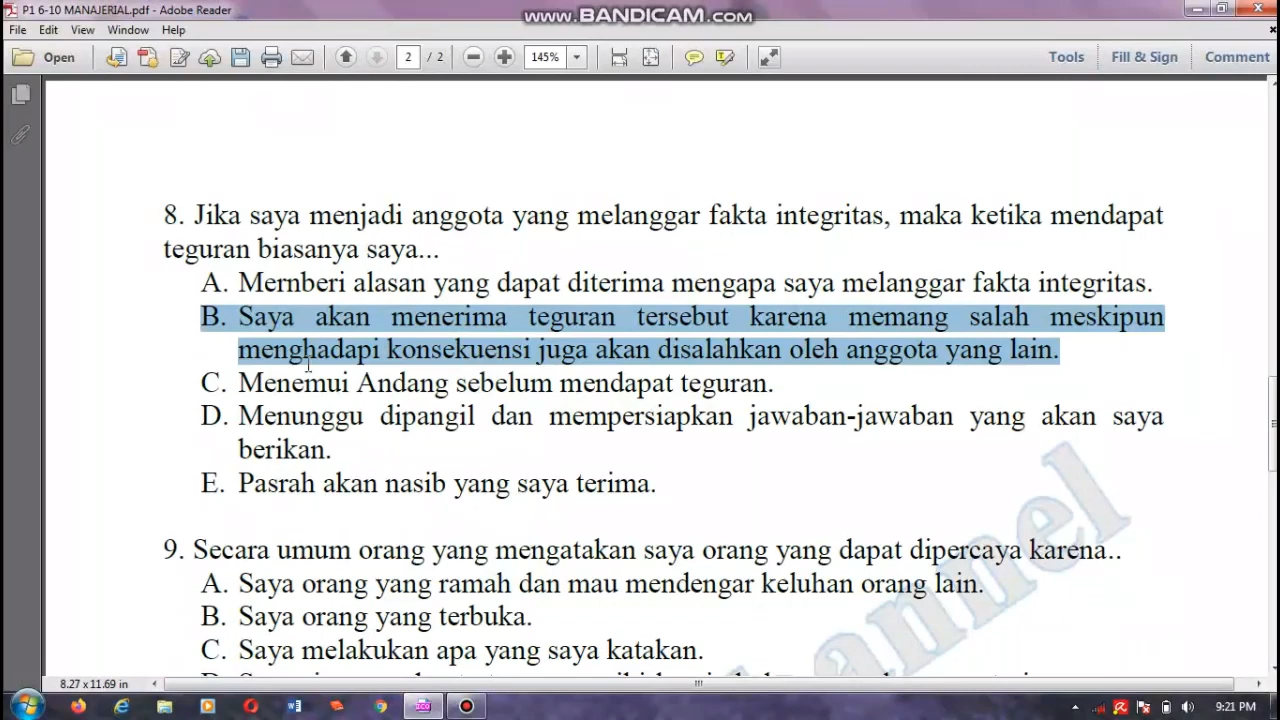 P1 6-10 MANAJERIAL.pdf - Adobe Reader
www.BANDICAM.com
File Edit View Window Help
Open 2 / 2 145% Tools Fill & Sign Comment
8. Jika saya menjadi anggota yang melanggar fakta integritas, maka ketika mendapat
teguran biasanya saya...
A. Mernberi alasan yang dapat diterima mengapa saya melanggar fakta integritas.
B. Saya akan menerima teguran tersebut karena memang salah meskipun
menghadapi konsekuensi juga akan disalahkan oleh anggota yang lain.
C. Menemui Andang sebelum mendapat teguran.
D. Menunggu dipangil dan mempersiapkan jawaban-jawaban yang akan saya
berikan.
E. Pasrah akan nasib yang saya terima.
9. Secara umum orang yang mengatakan saya orang yang dapat dipercaya karena..
A. Saya orang yang ramah dan mau mendengar keluhan orang lain.
B. Saya orang yang terbuka.
C. Saya melakukan apa yang saya katakan.
8.27 x 11.69 in
9:21 PM